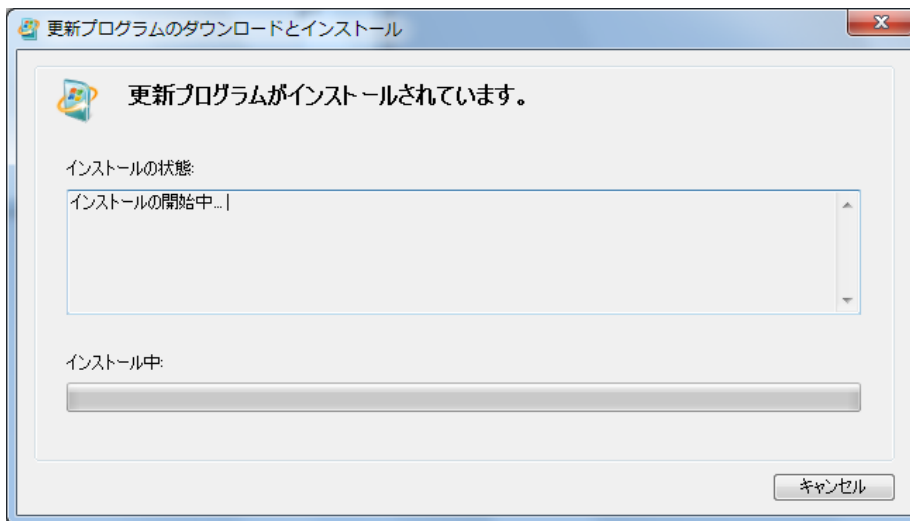 更新プログラムのダウンロードとインストール
更新プログラムがインストールされています。
インストールの状態:
インストールの開始中...
インストール中:
キャンセル